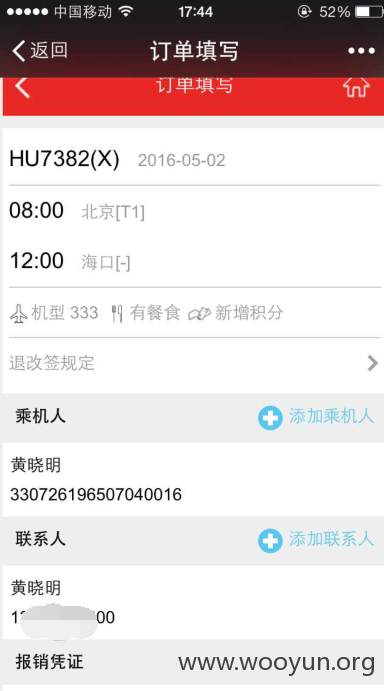 中国移动 17:44 52%
返回 订单填写
订单填写
HU7382(X) 2016-05-02
08:00 北京[T1]
12:00 海口[-]
机型 333 有餐食 新增积分
退改签规定
乘机人 添加乘机人
黄晓明
330726196507040016
联系人 添加联系人
黄晓明
报销凭证
www.wooyun.org